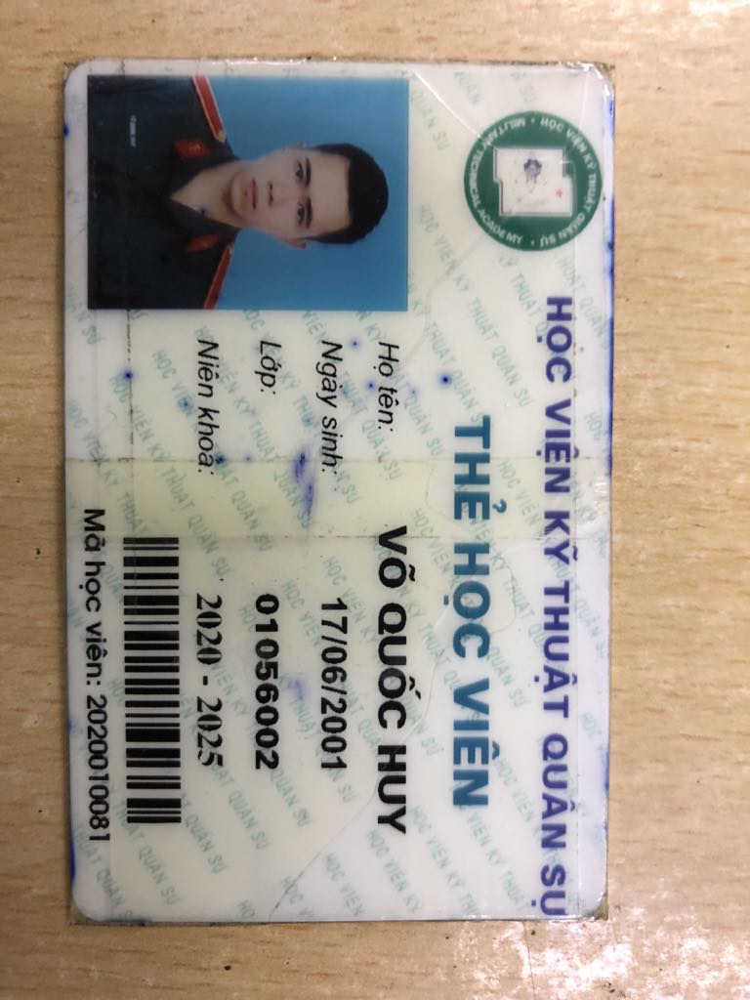 HỌC VIỆN KỸ THUẬT QUÂN SỰ
HỌC VIỆN KỸ THUẬT QUÂN SỰ
MILITARY TECHNICAL ACADEMY
THẺ HỌC VIÊN
Họ tên: VÕ QUỐC HUY
Ngày sinh: 17/06/2001
Lớp: 01056002
Niên khoá: 2020 - 2025
Mã học viên: 2020010081